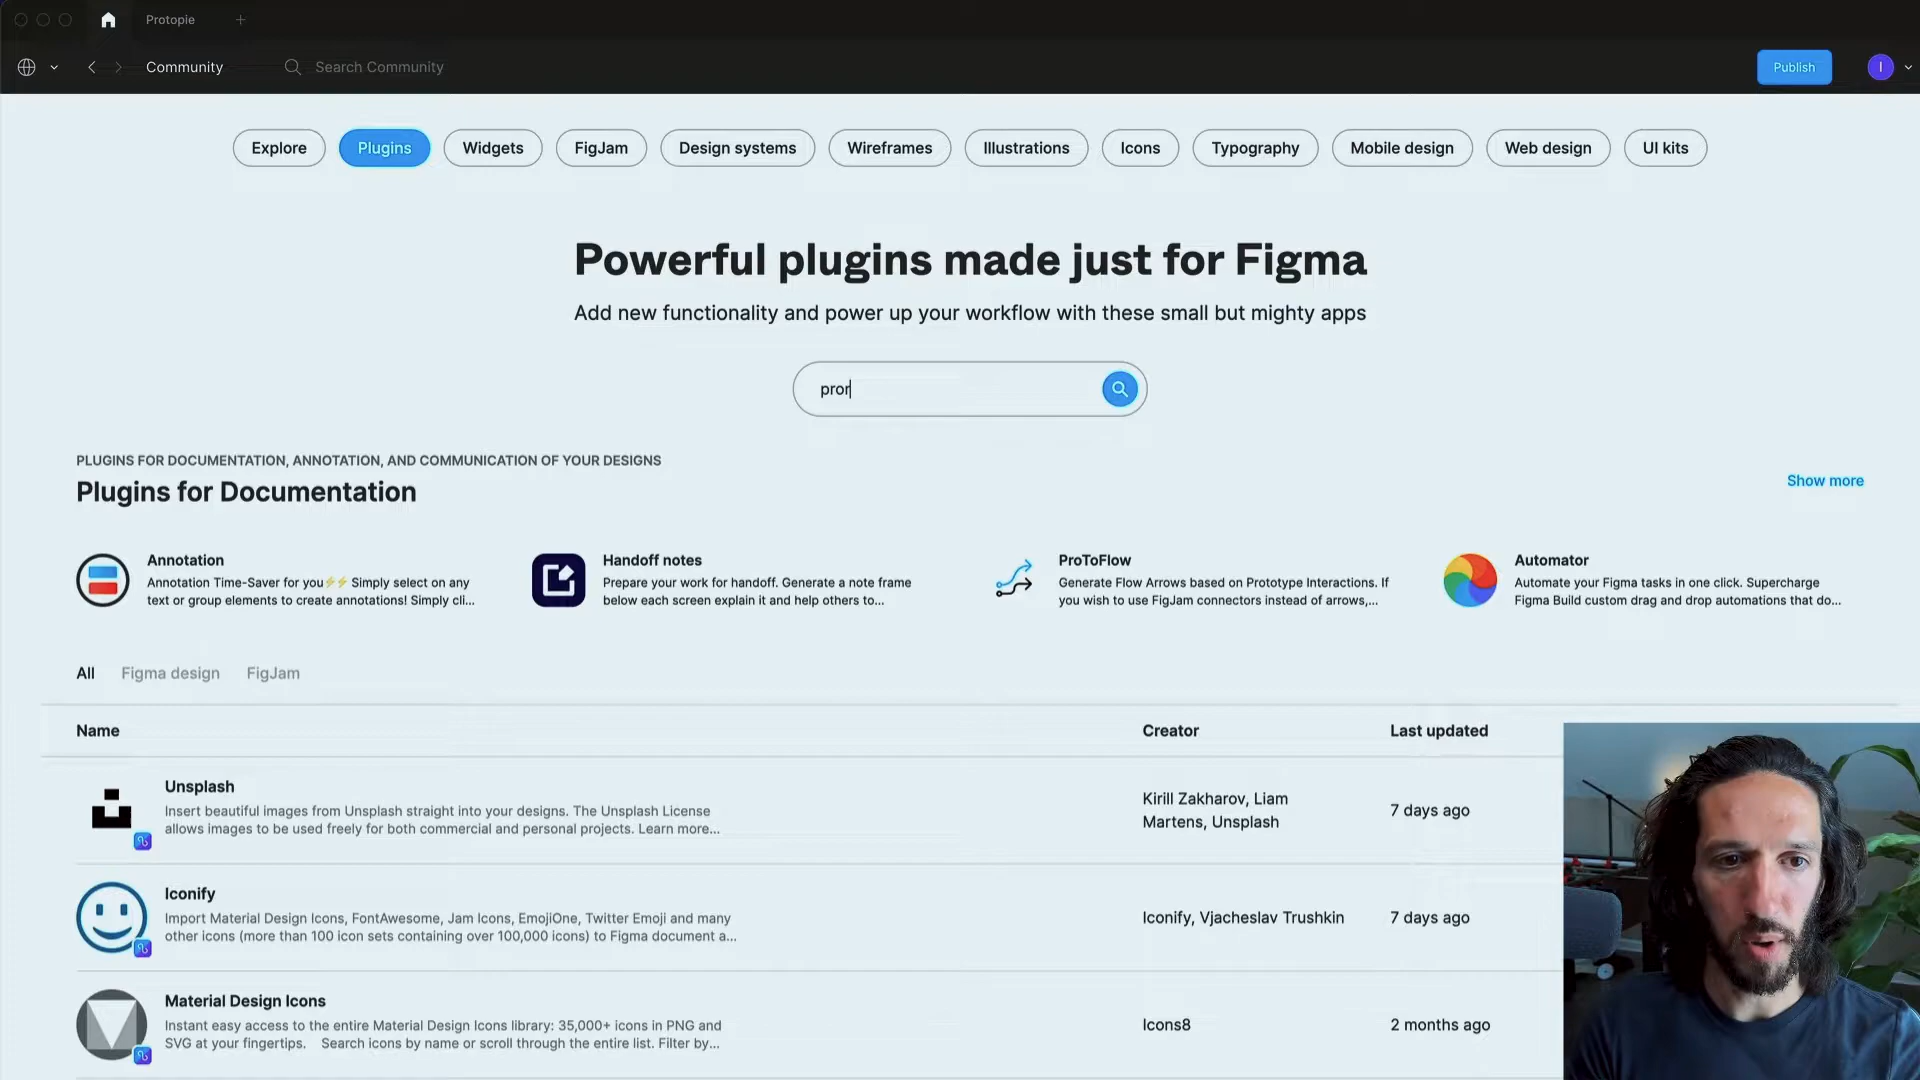 Protopie
Community
Search Community
Publish
I
Explore
Plugins
Widgets
FigJam
Design systems
Wireframes
Illustrations
Icons
Typography
Mobile design
Web design
UI kits
Powerful plugins made just for Figma
Add new functionality and power up your workflow with these small but mighty apps
pror
PLUGINS FOR DOCUMENTATION, ANNOTATION, AND COMMUNICATION OF YOUR DESIGNS
Plugins for Documentation
Show more
Annotation
Annotation Time-Saver for you⚡⚡ Simply select on any
text or group elements to create annotations! Simply cli...
Handoff notes
Prepare your work for handoff. Generate a note frame
below each screen explain it and help others to...
ProToFlow
Generate Flow Arrows based on Prototype Interactions. If
you wish to use FigJam connectors instead of arrows,...
Automator
Automate your Figma tasks in one click. Supercharge
Figma Build custom drag and drop automations that do...
All
Figma design
FigJam
Name
Creator
Last updated
Unsplash
Insert beautiful images from Unsplash straight into your designs. The Unsplash License
allows images to be used freely for both commercial and personal projects. Learn more...
Kirill Zakharov, Liam
Martens, Unsplash
7 days ago
Iconify
Import Material Design Icons, FontAwesome, Jam Icons, EmojiOne, Twitter Emoji and many
other icons (more than 100 icon sets containing over 100,000 icons) to Figma document a...
Iconify, Vjacheslav Trushkin
7 days ago
Material Design Icons
Instant easy access to the entire Material Design Icons library: 35,000+ icons in PNG and
SVG at your fingertips. Search icons by name or scroll through the entire list. Filter by...
Icons8
2 months ago